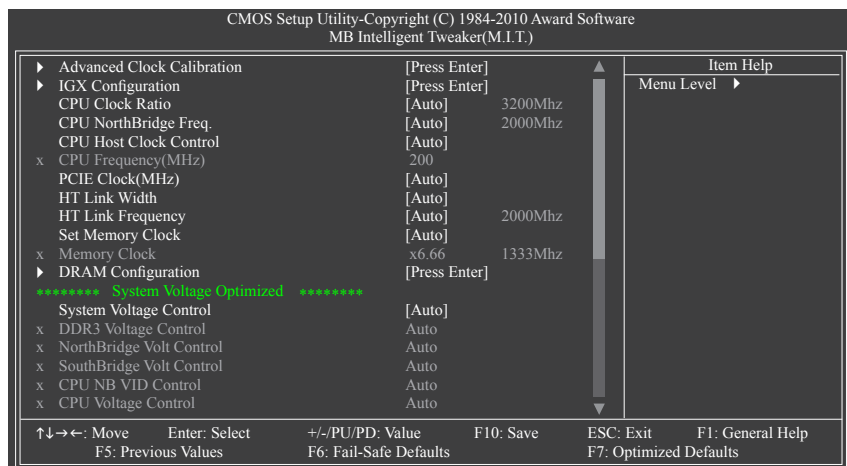 CMOS Setup Utility-Copyright (C) 1984-2010 Award Software
MB Intelligent Tweaker(M.I.T.)
Advanced Clock Calibration [Press Enter]
IGX Configuration [Press Enter]
CPU Clock Ratio [Auto] 3200Mhz
CPU NorthBridge Freq. [Auto] 2000Mhz
CPU Host Clock Control [Auto]
x CPU Frequency(MHz) 200
PCIE Clock(MHz) [Auto]
HT Link Width [Auto]
HT Link Frequency [Auto] 2000Mhz
Set Memory Clock [Auto]
x Memory Clock x6.66 1333Mhz
DRAM Configuration [Press Enter]
******** System Voltage Optimized ********
System Voltage Control [Auto]
x DDR3 Voltage Control Auto
x NorthBridge Volt Control Auto
x SouthBridge Volt Control Auto
x CPU NB VID Control Auto
x CPU Voltage Control Auto
Item Help
Menu Level
↑↓→←: Move Enter: Select +/-/PU/PD: Value F10: Save ESC: Exit F1: General Help
F5: Previous Values F6: Fail-Safe Defaults F7: Optimized Defaults